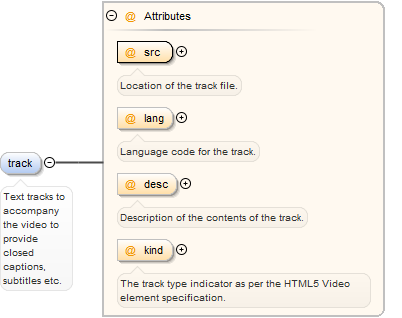 @ Attributes
@ src
Location of the track file.
@ lang
Language code for the track.
@ desc
Description of the contents of the track.
@ kind
The track type indicator as per the HTML5 Video
element specification.
track
Text tracks to
accompany
the video to
provide
closed
captions,
subtitles etc.